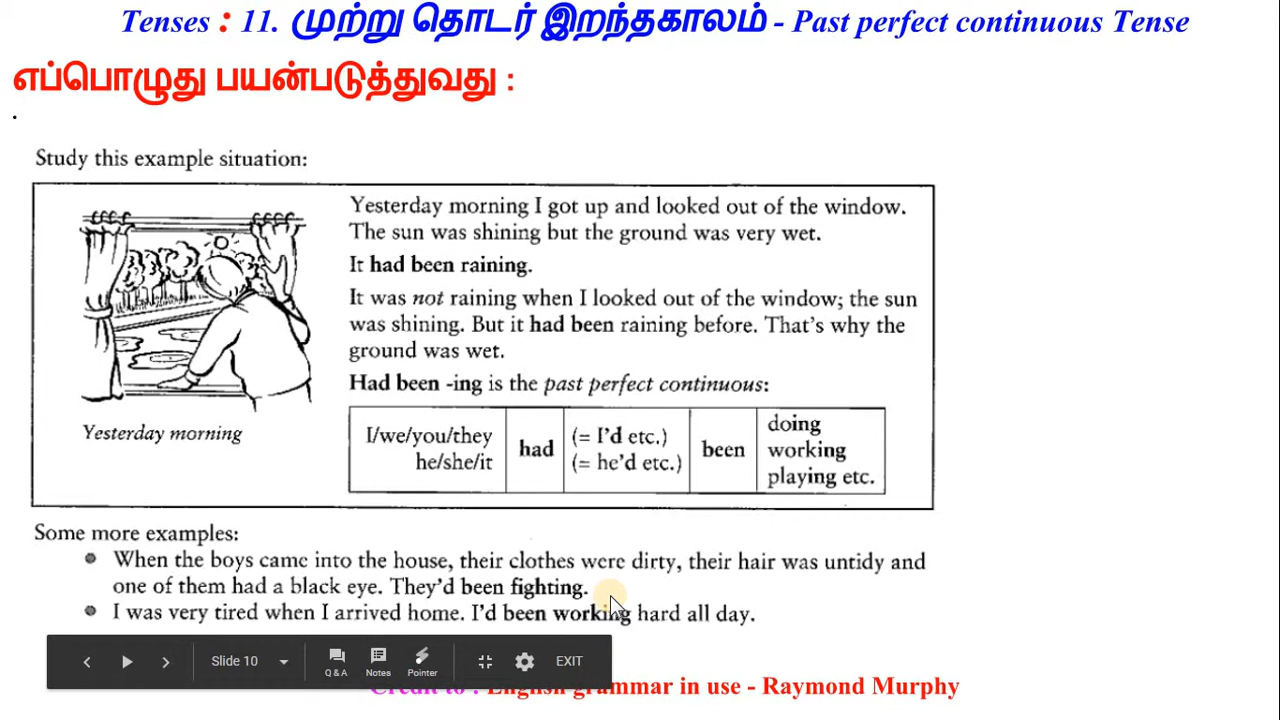 Tenses : 11. முற்று தொடர் இறந்தகாலம் - Past perfect continuous Tense
எப்பொழுது பயன்படுத்துவது :
.
Study this example situation:
Yesterday morning I got up and looked out of the window.
The sun was shining but the ground was very wet.
It had been raining.
It was not raining when I looked out of the window; the sun
was shining. But it had been raining before. That's why the
ground was wet.
Had been -ing is the past perfect continuous:
Yesterday morning
I/we/you/they
he/she/it
had
(= I'd etc.)
(= he'd etc.)
been
doing
working
playing etc.
Some more examples:
When the boys came into the house, their clothes were dirty, their hair was untidy and
one of them had a black eye. They'd been fighting.
I was very tired when I arrived home. I'd been working hard all day.
Slide 10
Q & A
Notes
Pointer
EXIT
Credit to : English grammar in use - Raymond Murphy